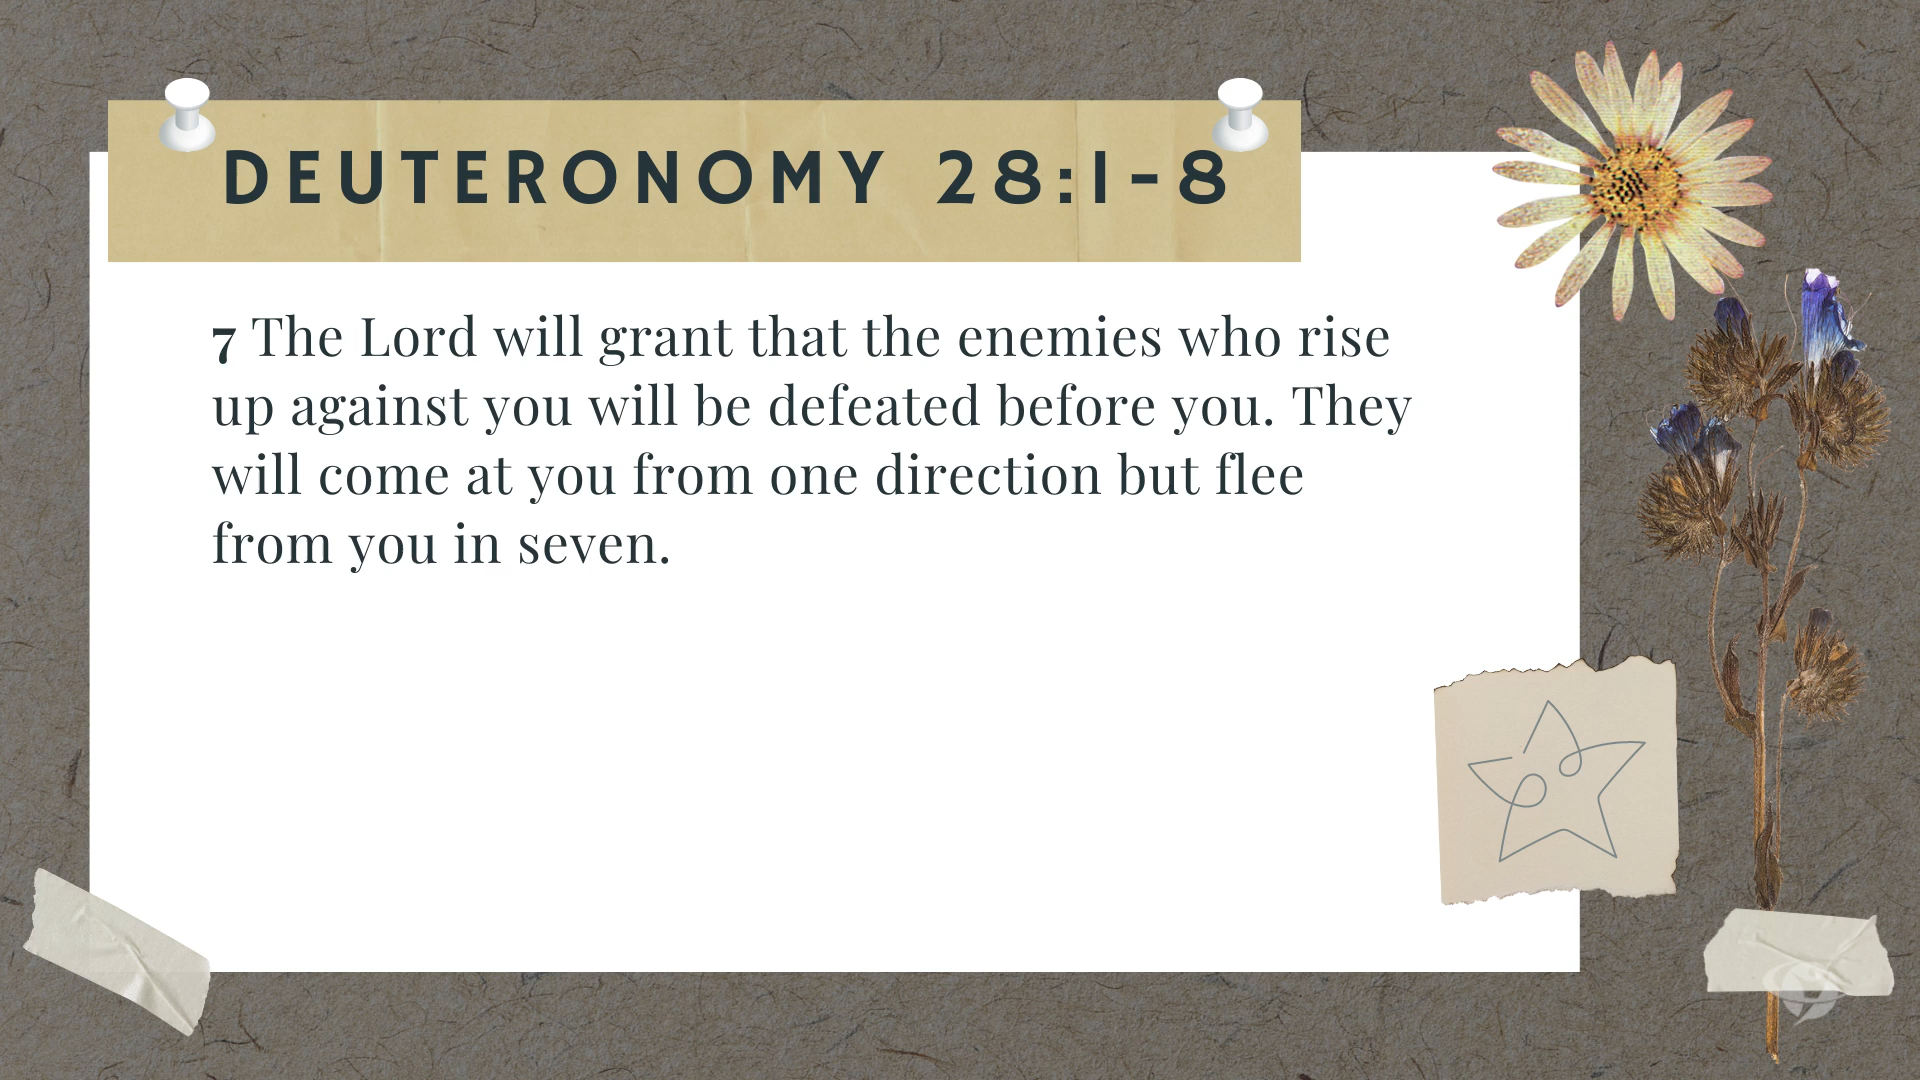 DEUTERONOMY 28:1-8
7 The Lord will grant that the enemies who rise
up against you will be defeated before you. They
will come at you from one direction but flee
from you in seven.